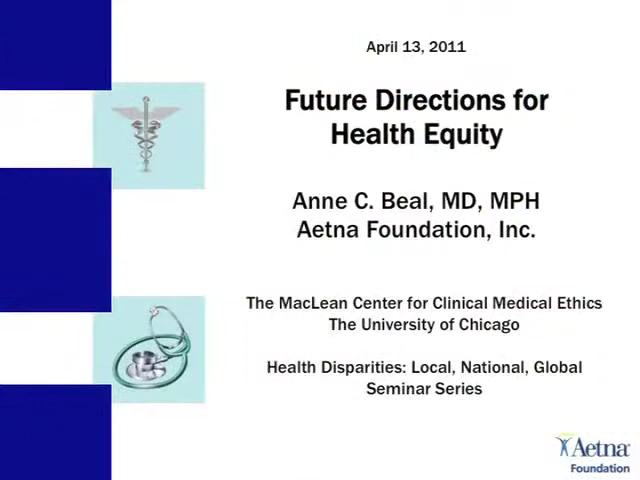 April 13, 2011
Future Directions for
Health Equity
Anne C. Beal, MD, MPH
Aetna Foundation, Inc.
The MacLean Center for Clinical Medical Ethics
The University of Chicago
Health Disparities: Local, National, Global
Seminar Series
Aetna
Foundation